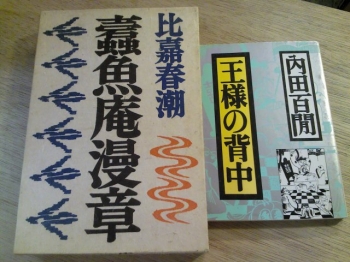 比嘉春潮
蠹魚庵漫章
内田百閒
王様の背中